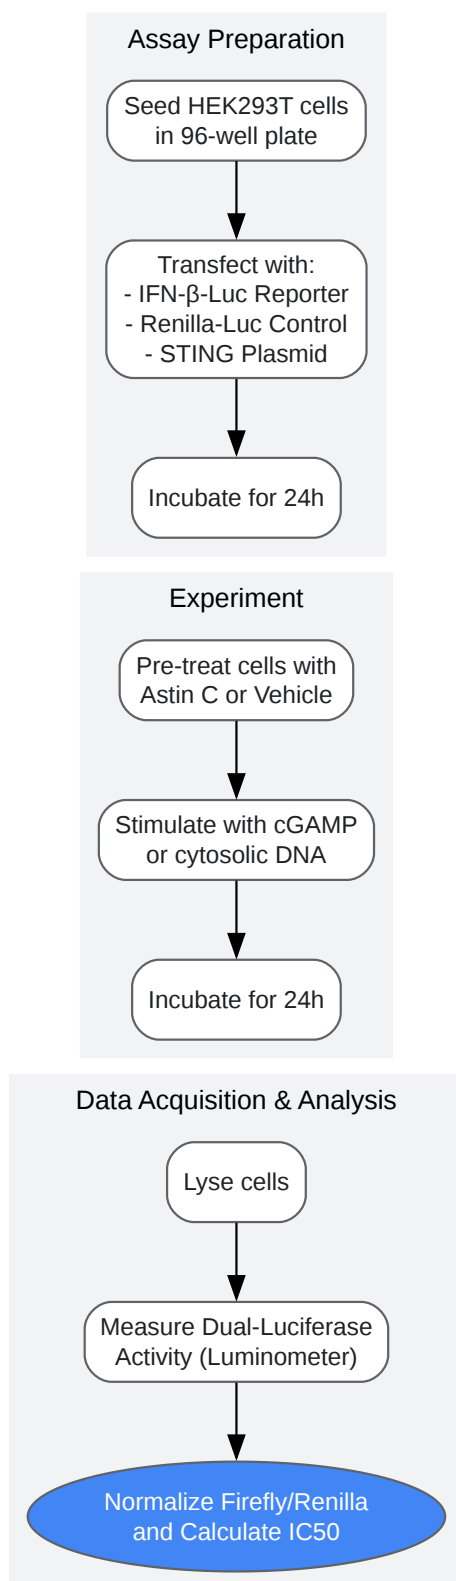 Assay Preparation
Seed HEK293T cells
in 96-well plate
Transfect with:
- IFN-β-Luc Reporter
- Renilla-Luc Control
- STING Plasmid
Incubate for 24h
Experiment
Pre-treat cells with
Astin C or Vehicle
Stimulate with cGAMP
or cytosolic DNA
Incubate for 24h
Data Acquisition & Analysis
Lyse cells
Measure Dual-Luciferase
Activity (Luminometer)
Normalize Firefly/Renilla
and Calculate IC50